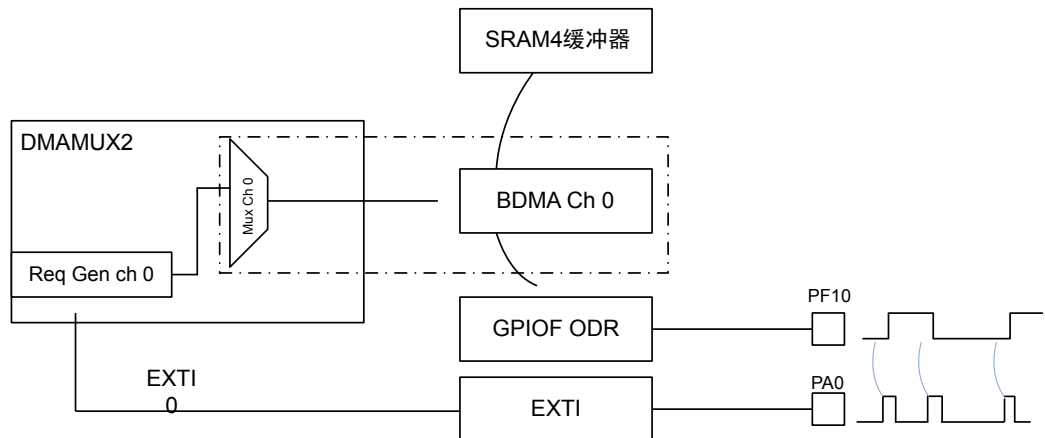 SRAM4缓冲器
DMAMUX2
Mux Ch 0
BDMA Ch 0
Req Gen ch 0
PF10
GPIOF ODR
EXTI
0
PA0
EXTI